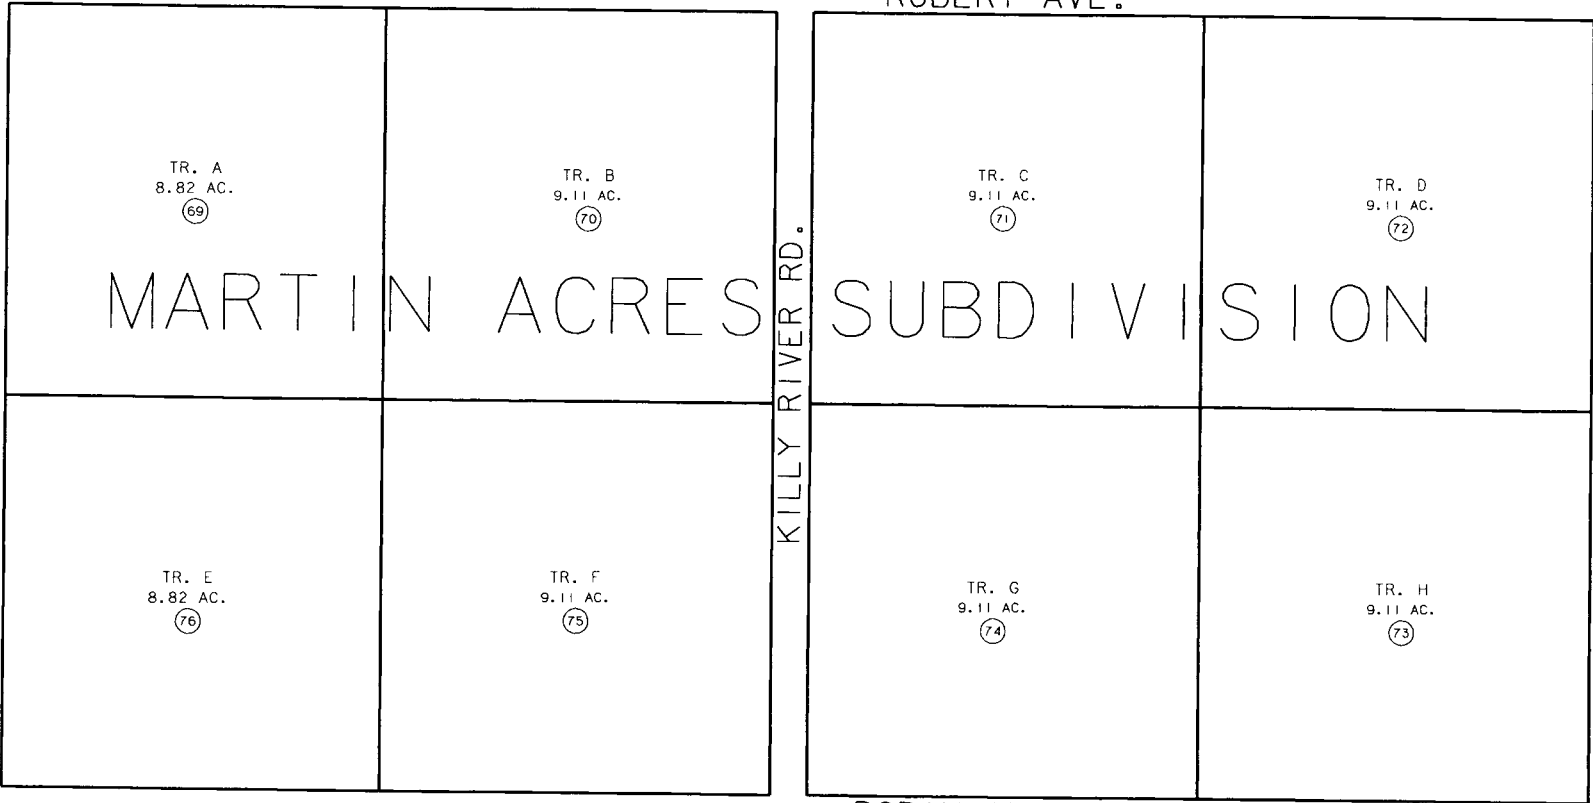 ROBERT AVE.
TR. A
8.82 AC.
69
TR. B
9.11 AC.
70
TR. C
9.11 AC.
71
TR. D
9.11 AC.
72
MARTIN ACRES SUBDIVISION
KILLY RIVER RD.
TR. E
8.82 AC.
76
TR. F
9.11 AC.
75
TR. G
9.11 AC.
74
TR. H
9.11 AC.
73